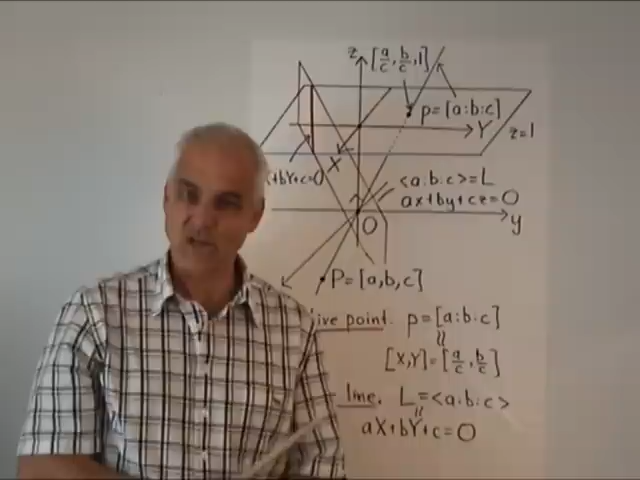 z [a/c, b/c, 1]
p=[a:b:c]
Y
z=1
X
+bY+c=0
<a:b:c>=L
ax+by+cz=0
O
y
P=[a,b,c]
ive point. p=[a:b:c]
=
[X,Y]=[a/c, b/c]
line. L=<a:b:c>
=
aX+bY+c=0